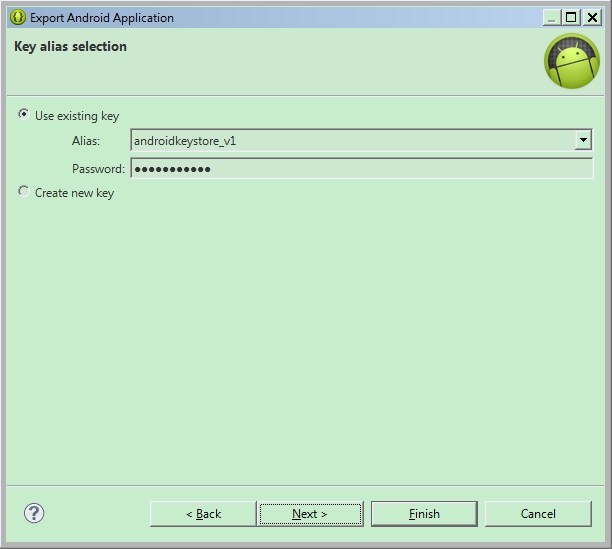 Export Android Application
Key alias selection
Use existing key
Alias: androidkeystore_v1
Password: ●●●●●●●●●●●
Create new key
?
< Back Next > Finish Cancel